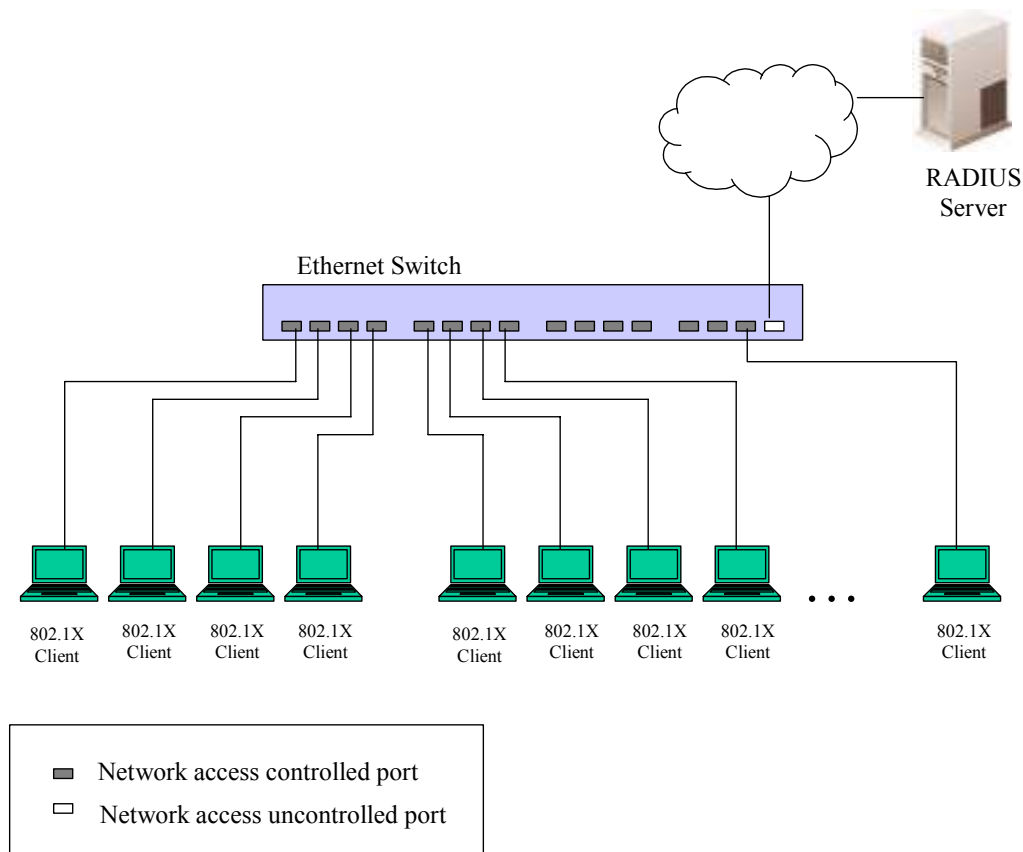 RADIUS
Server
Ethernet Switch
802.1X
Client
802.1X
Client
802.1X
Client
802.1X
Client
802.1X
Client
802.1X
Client
802.1X
Client
802.1X
Client
. . .
802.1X
Client
Network access controlled port
Network access uncontrolled port